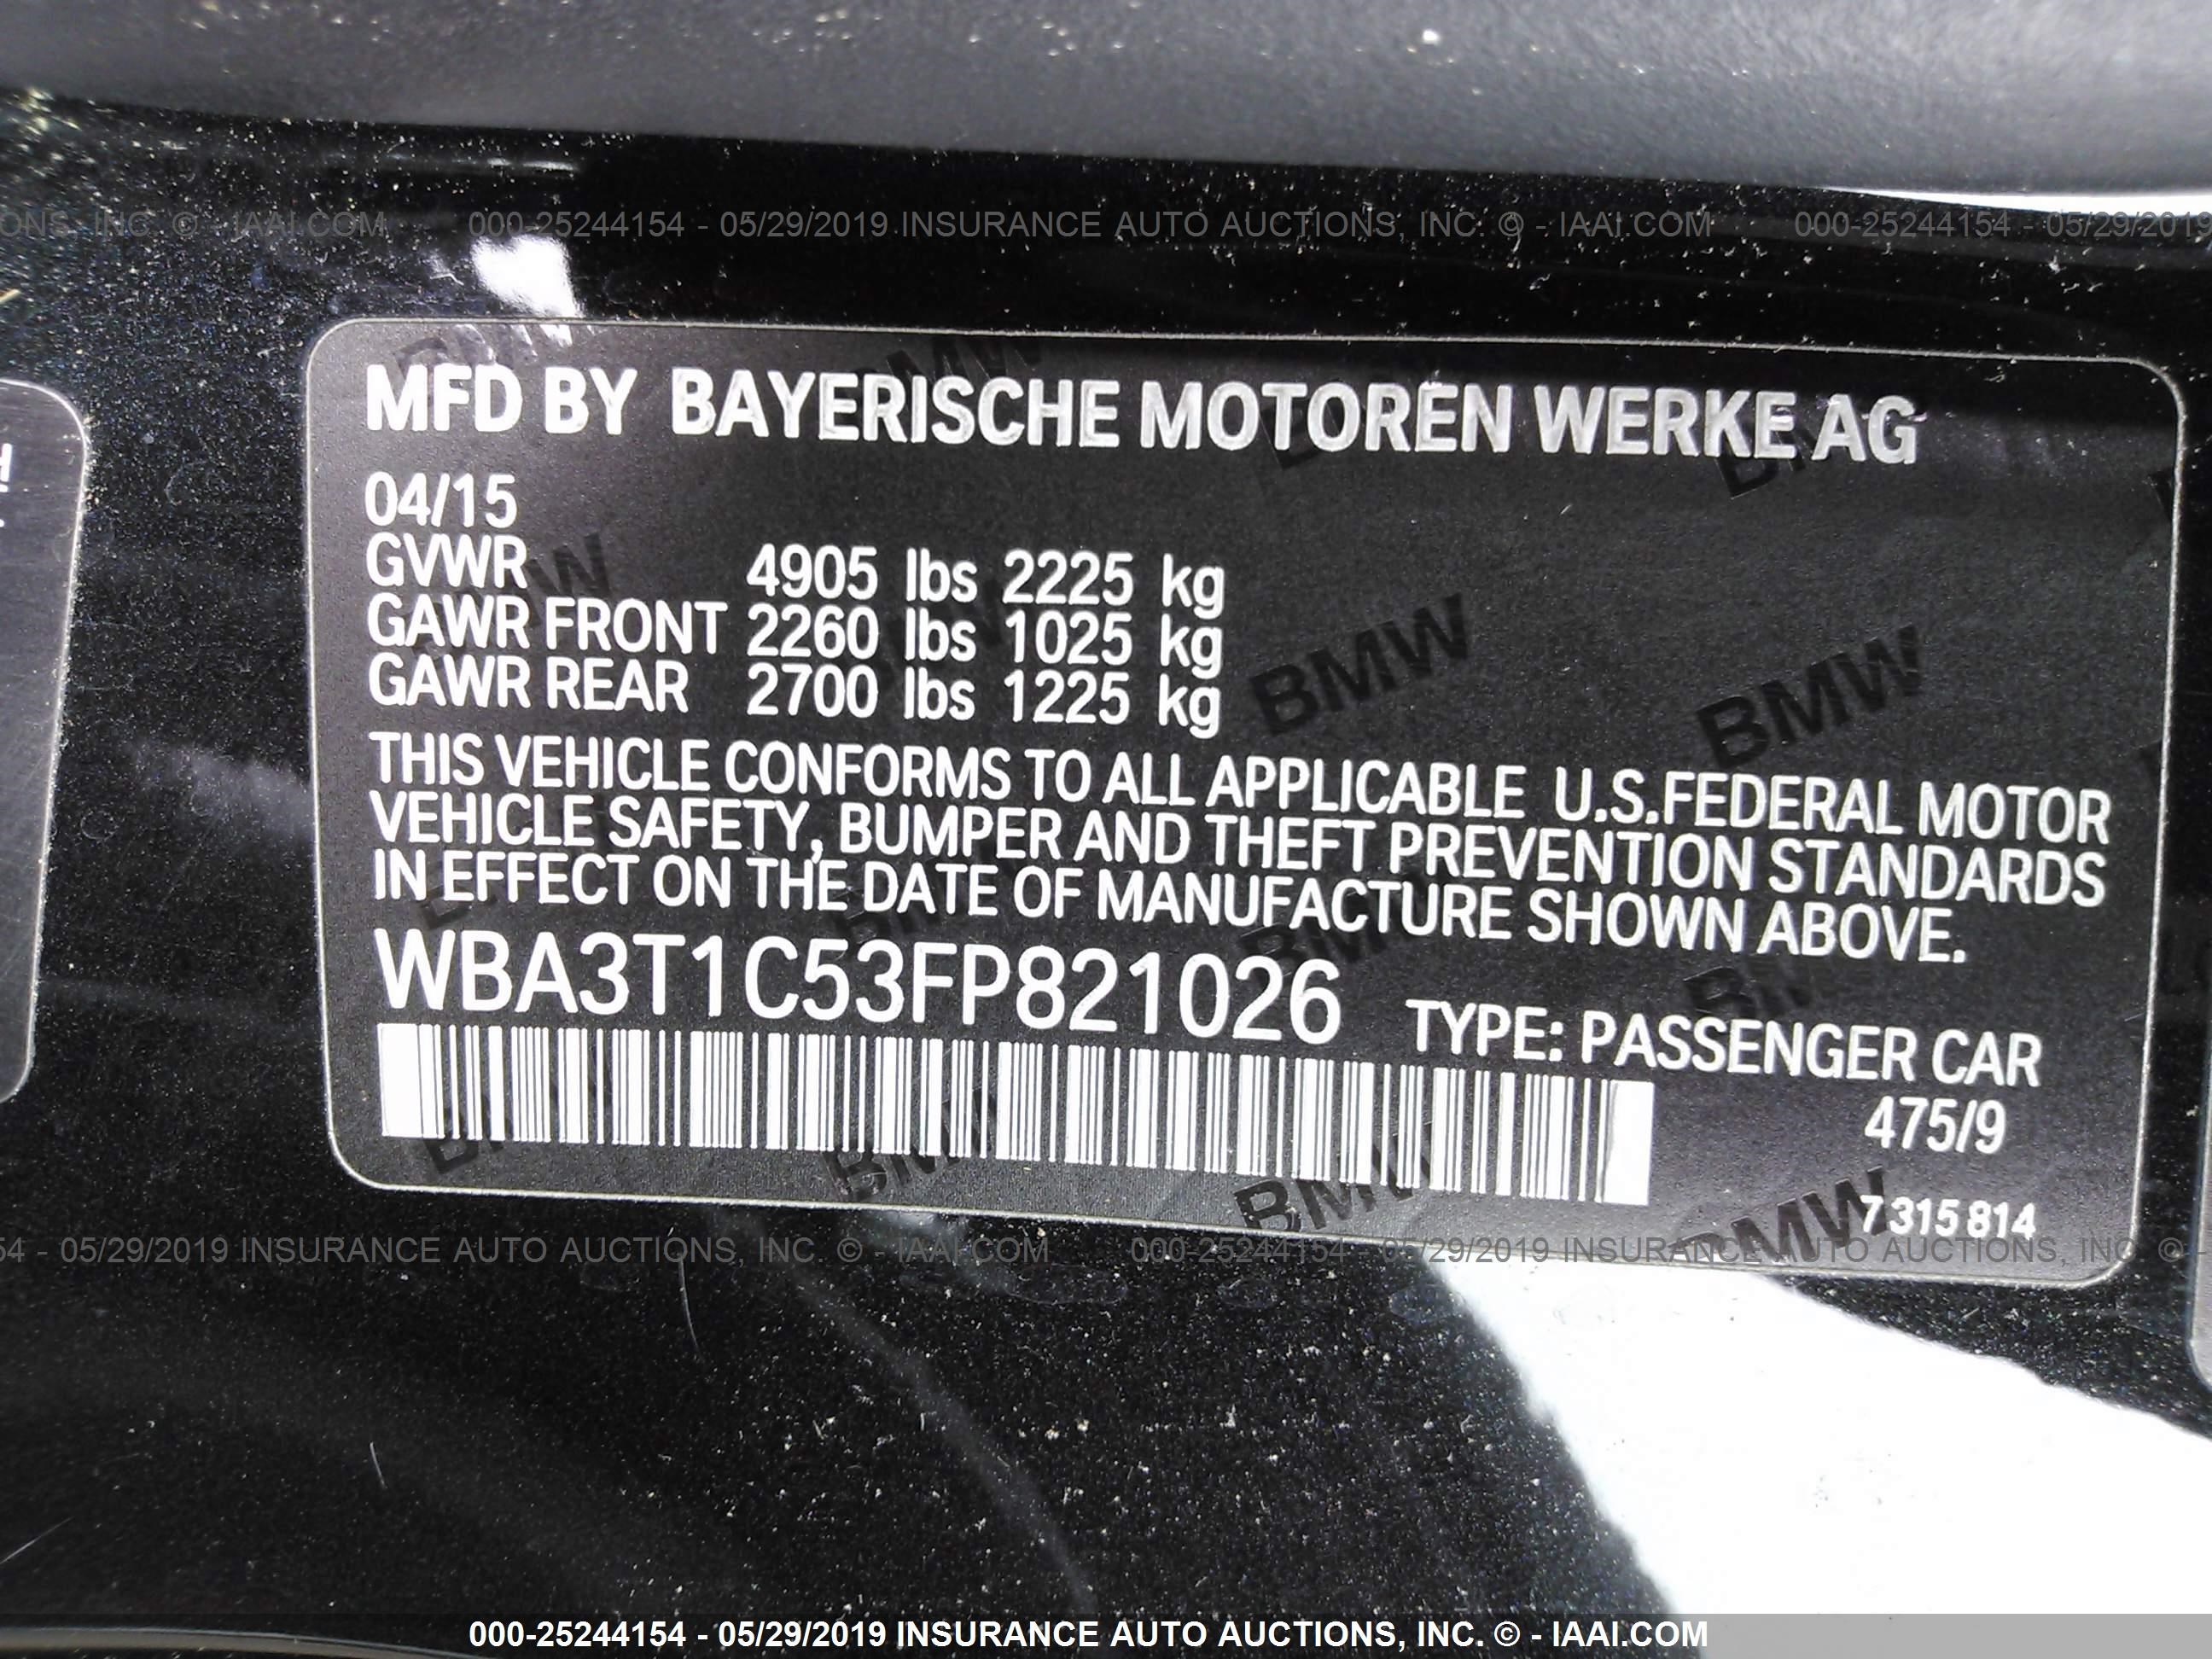 ONS, INC. © - IAAI.COM 000-25244154 - 05/29/2019 INSURANCE AUTO AUCTIONS, INC. © - IAAI.COM 000-25244154 - 05/29/2019
MFD BY BAYERISCHE MOTOREN WERKE AG
04/15
GVWR 4905 lbs 2225 kg
GAWR FRONT 2260 lbs 1025 kg
GAWR REAR 2700 lbs 1225 kg
THIS VEHICLE CONFORMS TO ALL APPLICABLE U.S.FEDERAL MOTOR
VEHICLE SAFETY, BUMPER AND THEFT PREVENTION STANDARDS
IN EFFECT ON THE DATE OF MANUFACTURE SHOWN ABOVE.
WBA3T1C53FP821026 TYPE: PASSENGER CAR
475/9
7 315 814
54 - 05/29/2019 INSURANCE AUTO AUCTIONS, INC. © - IAAI.COM 000-25244154 - 05/29/2019 INSURANCE AUTO AUCTIONS, INC. ©
000-25244154 - 05/29/2019 INSURANCE AUTO AUCTIONS, INC. © - IAAI.COM